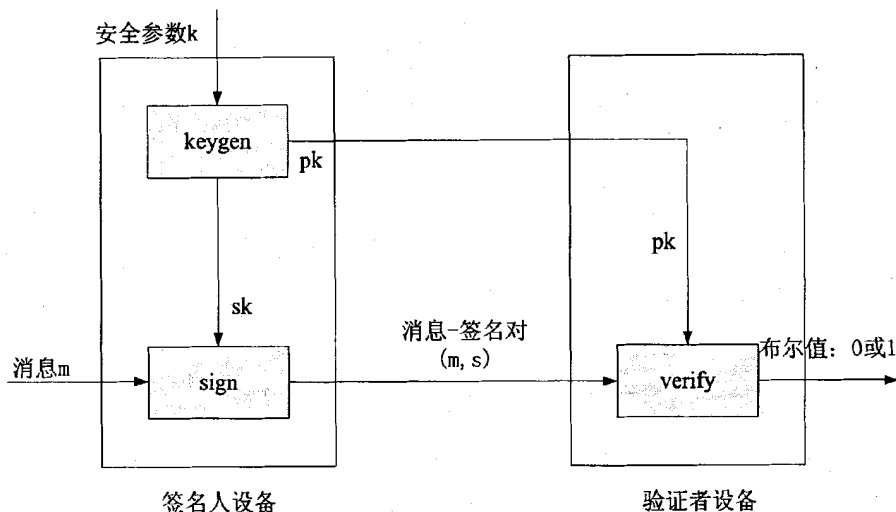 安全参数k
keygen
pk
pk
sk
消息-签名对
(m,s)
布尔值：0或1
消息m
sign
verify
签名人设备
验证者设备